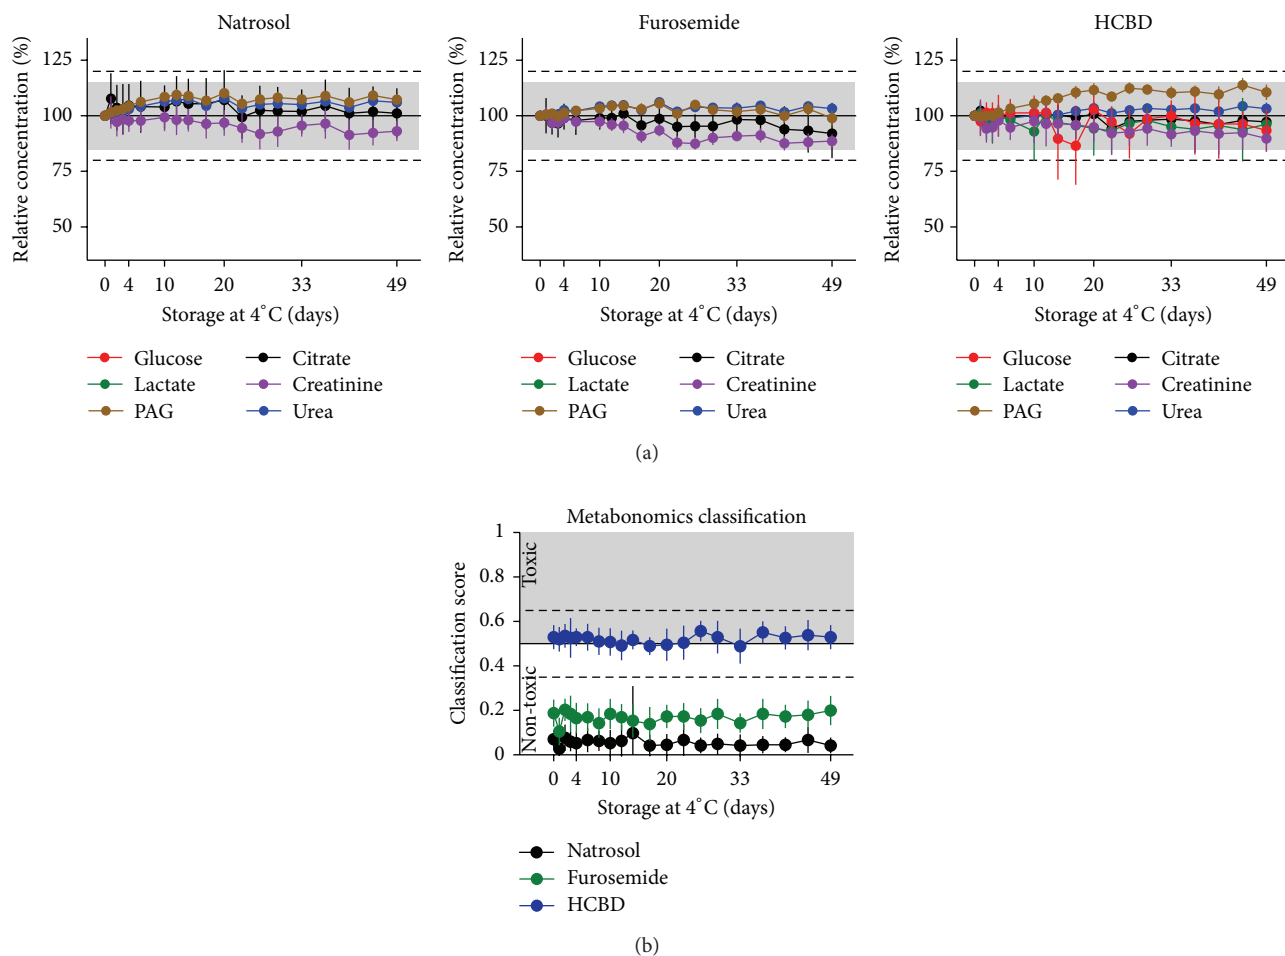 Natrosol
Furosemide
HCBD
Relative concentration (%)
125
100
75
50
0 4 10 20 33 49
Storage at 4°C (days)
Relative concentration (%)
125
100
75
50
0 4 10 20 33 49
Storage at 4°C (days)
Relative concentration (%)
125
100
75
50
0 4 10 20 33 49
Storage at 4°C (days)
Glucose Citrate
Lactate Creatinine
PAG Urea
Glucose Citrate
Lactate Creatinine
PAG Urea
Glucose Citrate
Lactate Creatinine
PAG Urea
(a)
Metabonomics classification
Classification score
1
0.8
0.6
0.4
0.2
0
Toxic
Non-toxic
0 4 10 20 33 49
Storage at 4°C (days)
Natrosol
Furosemide
HCBD
(b)